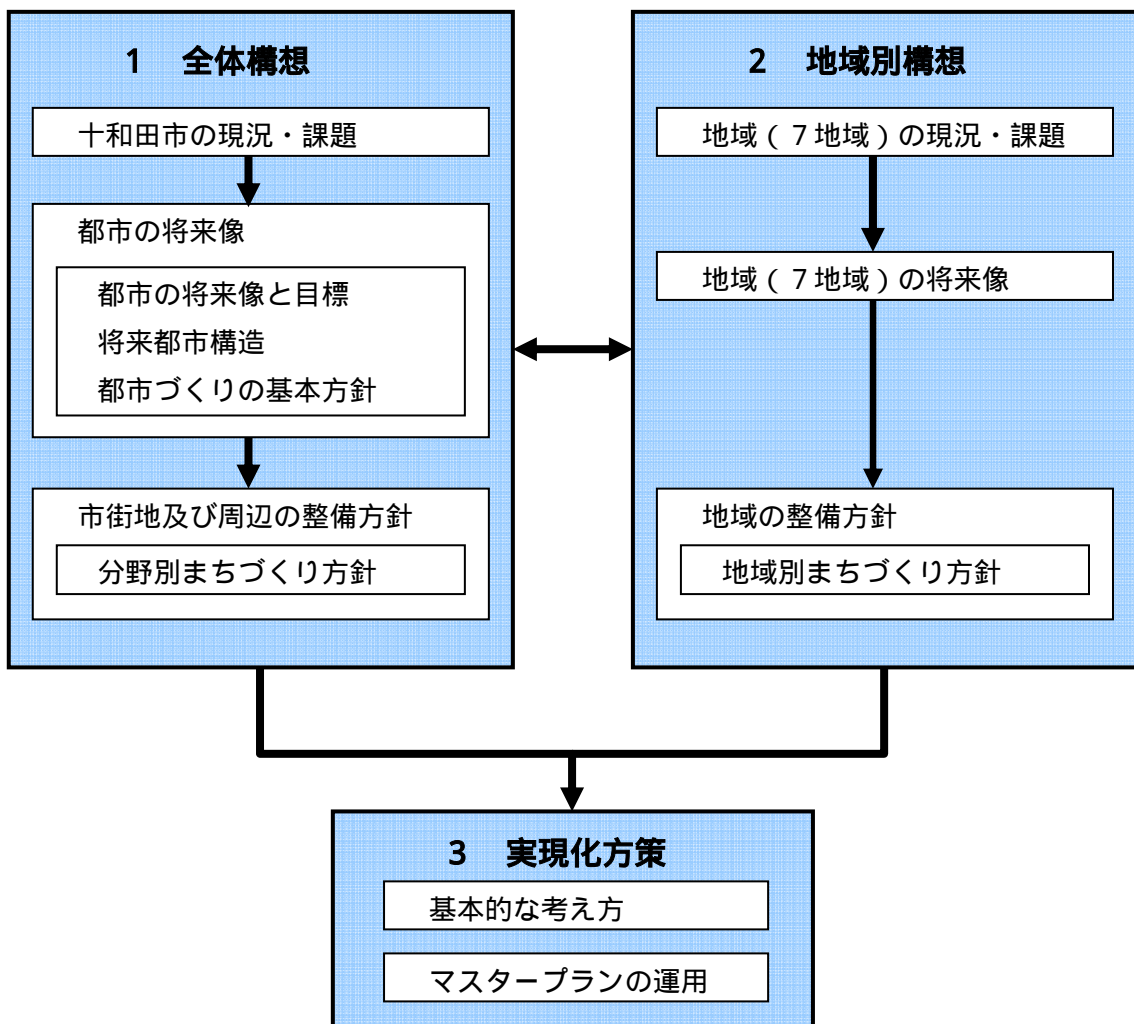 1 全体構想
十和田市の現況・課題
都市の将来像
都市の将来像と目標
将来都市構造
都市づくりの基本方針
市街地及び周辺の整備方針
分野別まちづくり方針
2 地域別構想
地域(7地域)の現況・課題
地域(7地域)の将来像
地域の整備方針
地域別まちづくり方針
3 実現化方策
基本的な考え方
マスタープランの運用